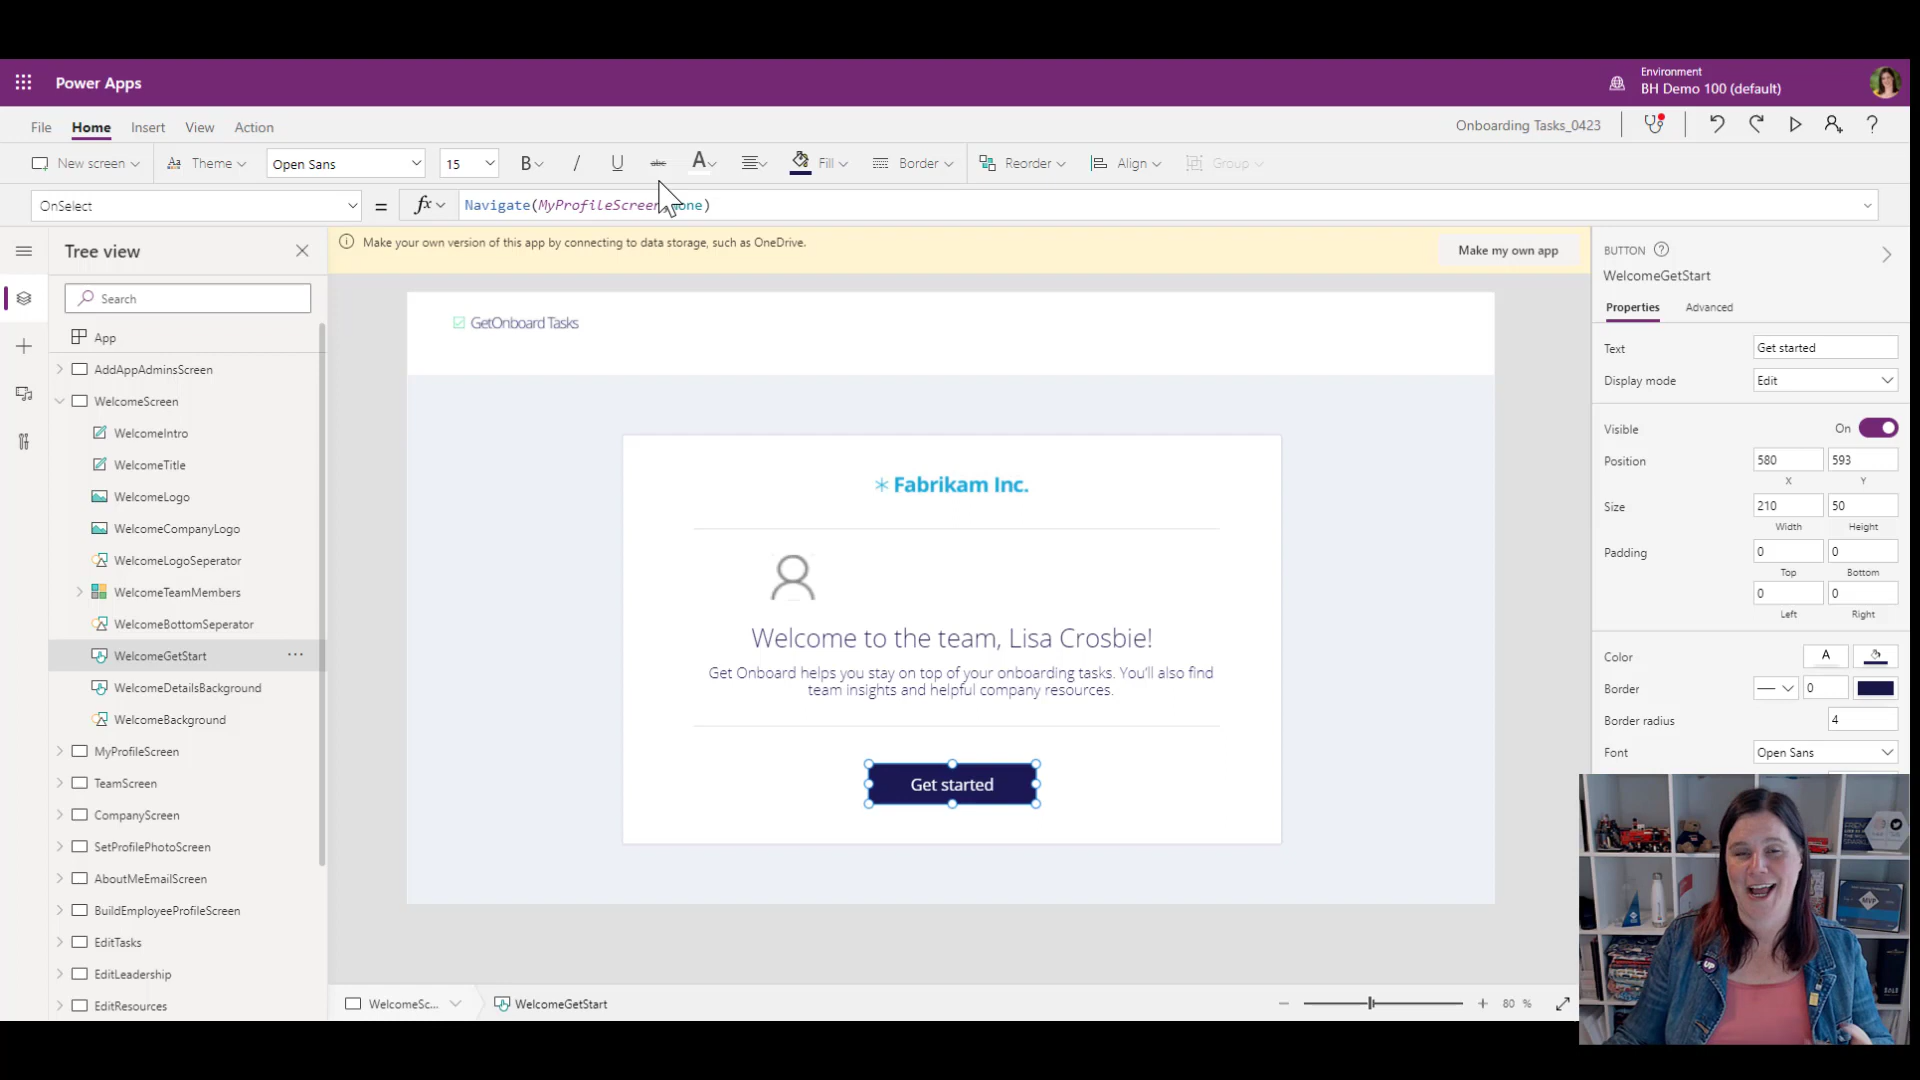 Power Apps
Environment
BH Demo 100 (default)
File
Home
Insert
View
Action
Onboarding Tasks_0423
New screen
Theme
Open Sans
15
B
/
U
abc
A
Fill
Border
Reorder
Align
Group
OnSelect
=
fx
Navigate(MyProfileScreen
one)
Tree view
Make your own version of this app by connecting to data storage, such as OneDrive.
Make my own app
BUTTON
WelcomeGetStart
Properties
Advanced
Search
App
AddAppAdminsScreen
WelcomeScreen
WelcomeIntro
WelcomeTitle
WelcomeLogo
WelcomeCompanyLogo
WelcomeLogoSeperator
WelcomeTeamMembers
WelcomeBottomSeperator
WelcomeGetStart
...
WelcomeDetailsBackground
WelcomeBackground
MyProfileScreen
TeamScreen
CompanyScreen
SetProfilePhotoScreen
AboutMeEmailScreen
BuildEmployeeProfileScreen
EditTasks
EditLeadership
EditResources
GetOnboard Tasks
Fabrikam Inc.
Welcome to the team, Lisa Crosbie!
Get Onboard helps you stay on top of your onboarding tasks. You'll also find
team insights and helpful company resources.
Get started
Text
Get started
Display mode
Edit
Visible
On
Position
580
593
X
Y
Size
210
50
Width
Height
Padding
0
0
Top
Bottom
0
0
Left
Right
Color
A
Border
0
Border radius
4
Font
Open Sans
MVP
UP
WelcomeSc...
WelcomeGetStart
80 %